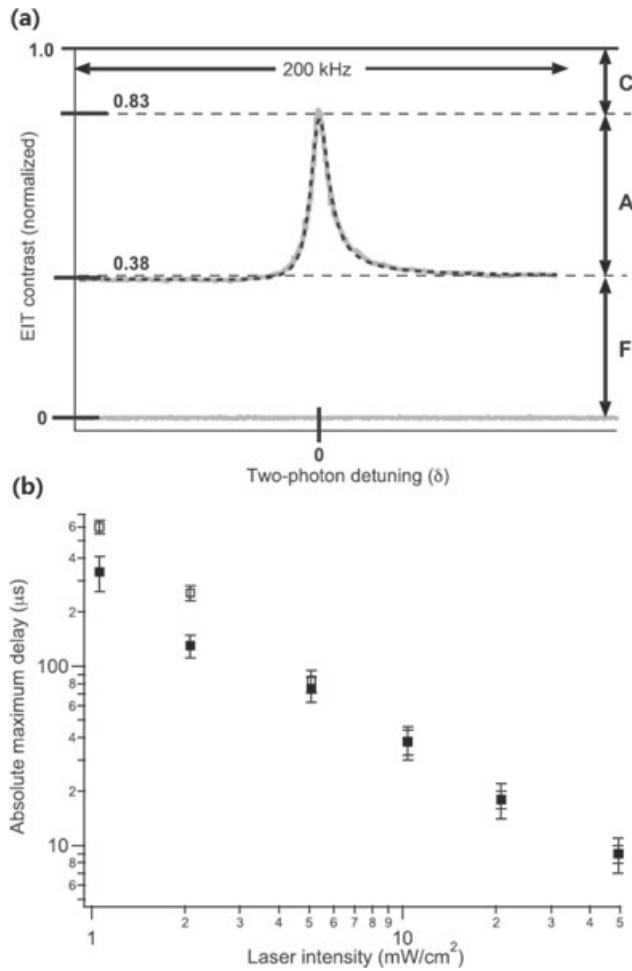 (a)
1.0
200 kHz
C
0.83
A
EIT contrast (normalized)
0.38
F
0
0
Two-photon detuning (δ)
(b)
6
4
2
Absolute maximum delay (μs)
100
8
6
4
2
10
8
6
1 2 3 4 5 6 7 8 9 10 2 3 4 5
Laser intensity (mW/cm²)